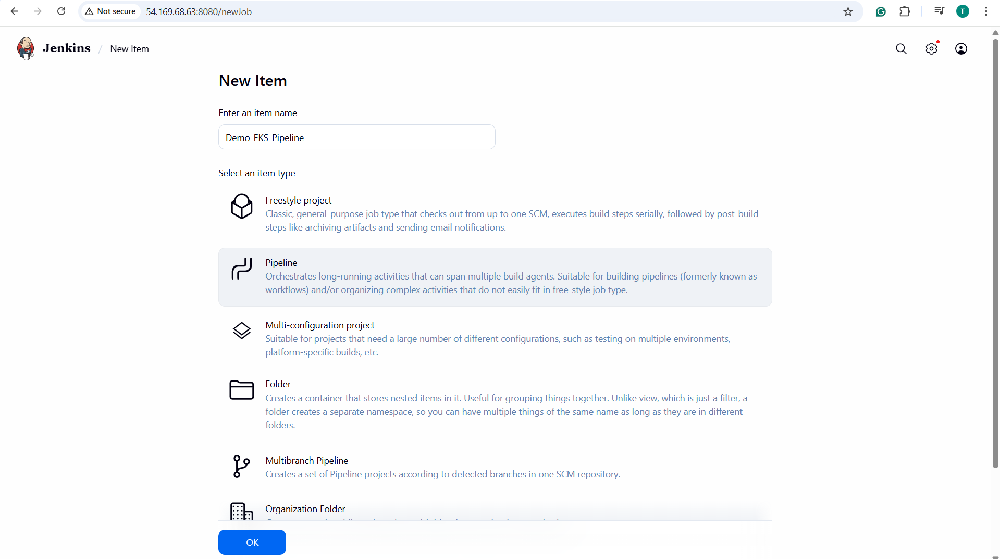 Not secure 54.169.68.63:8080/newJob
T
Jenkins / New Item
New Item
Enter an item name
Demo-EKS-Pipeline
Select an item type
Freestyle project
Classic, general-purpose job type that checks out from up to one SCM, executes build steps serially, followed by post-build
steps like archiving artifacts and sending email notifications.
Pipeline
Orchestrates long-running activities that can span multiple build agents. Suitable for building pipelines (formerly known as
workflows) and/or organizing complex activities that do not easily fit in free-style job type.
Multi-configuration project
Suitable for projects that need a large number of different configurations, such as testing on multiple environments,
platform-specific builds, etc.
Folder
Creates a container that stores nested items in it. Useful for grouping things together. Unlike view, which is just a filter, a
folder creates a separate namespace, so you can have multiple things of the same name as long as they are in different
folders.
Multibranch Pipeline
Creates a set of Pipeline projects according to detected branches in one SCM repository.
Organization Folder
OK